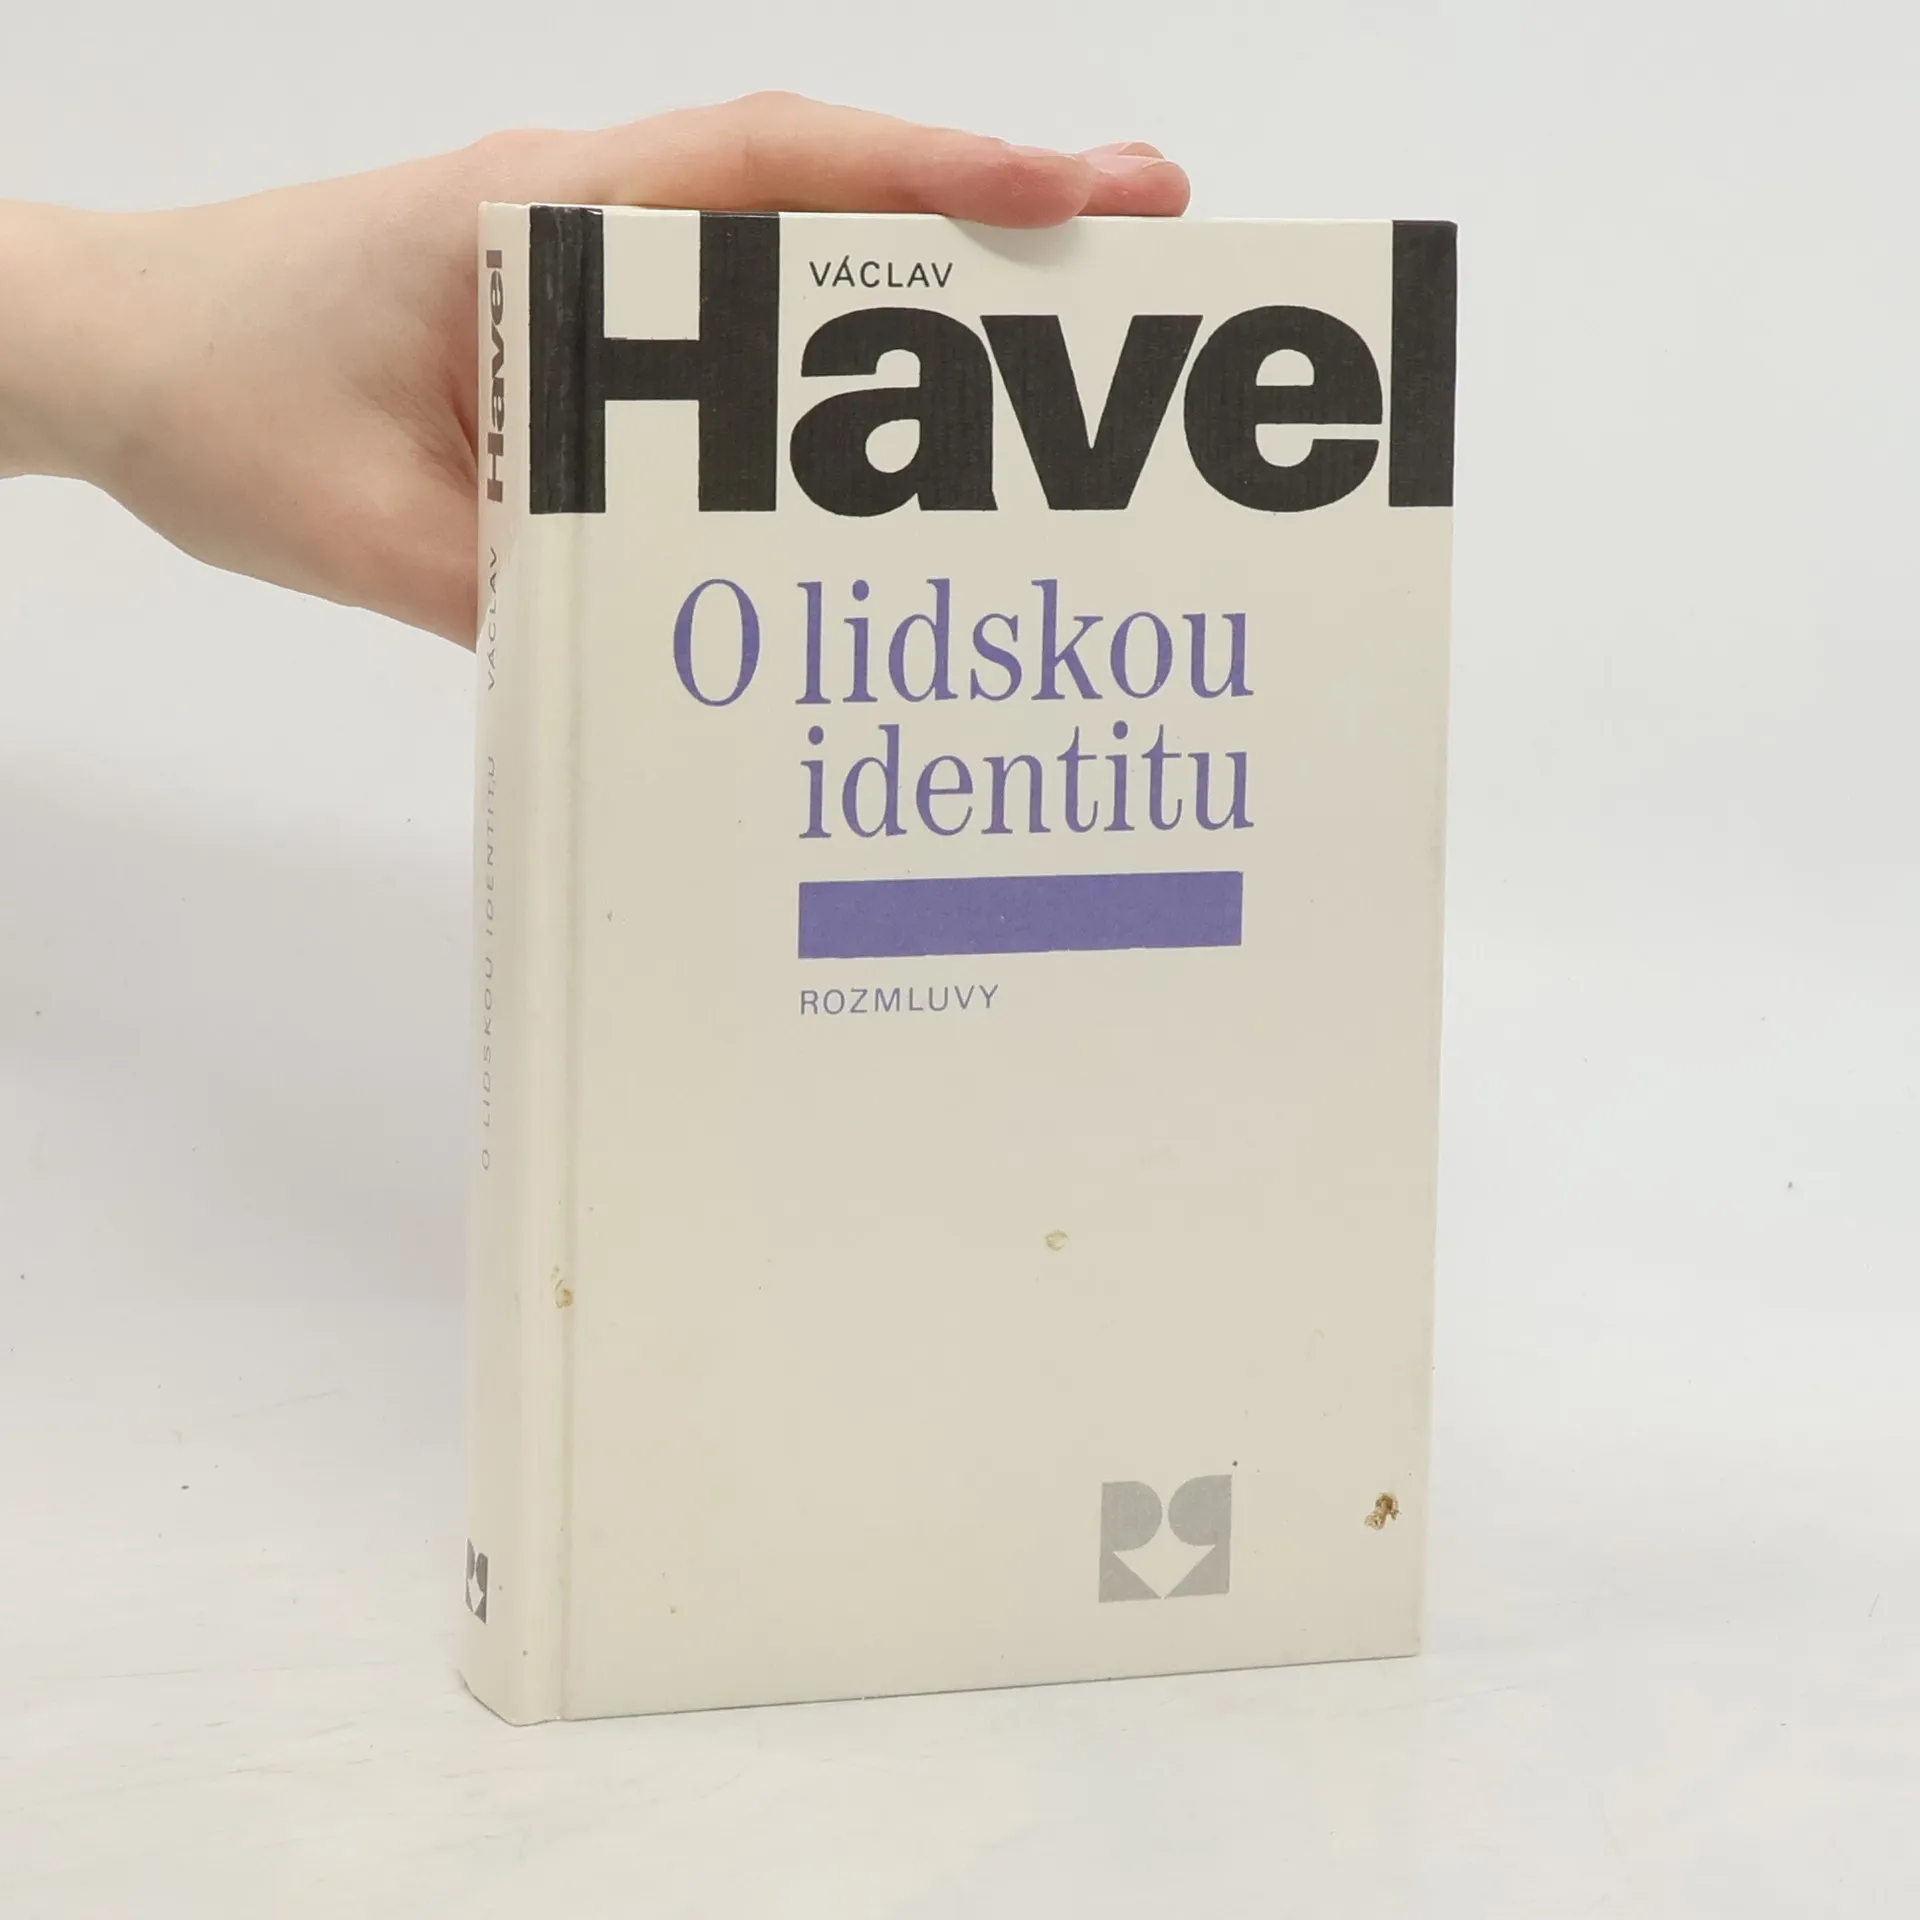 VÁCLAV
Havel
O lidskou
identitu
ROZMLUVY
O LIDSKOU IDENTITU VÁCLAV Havel